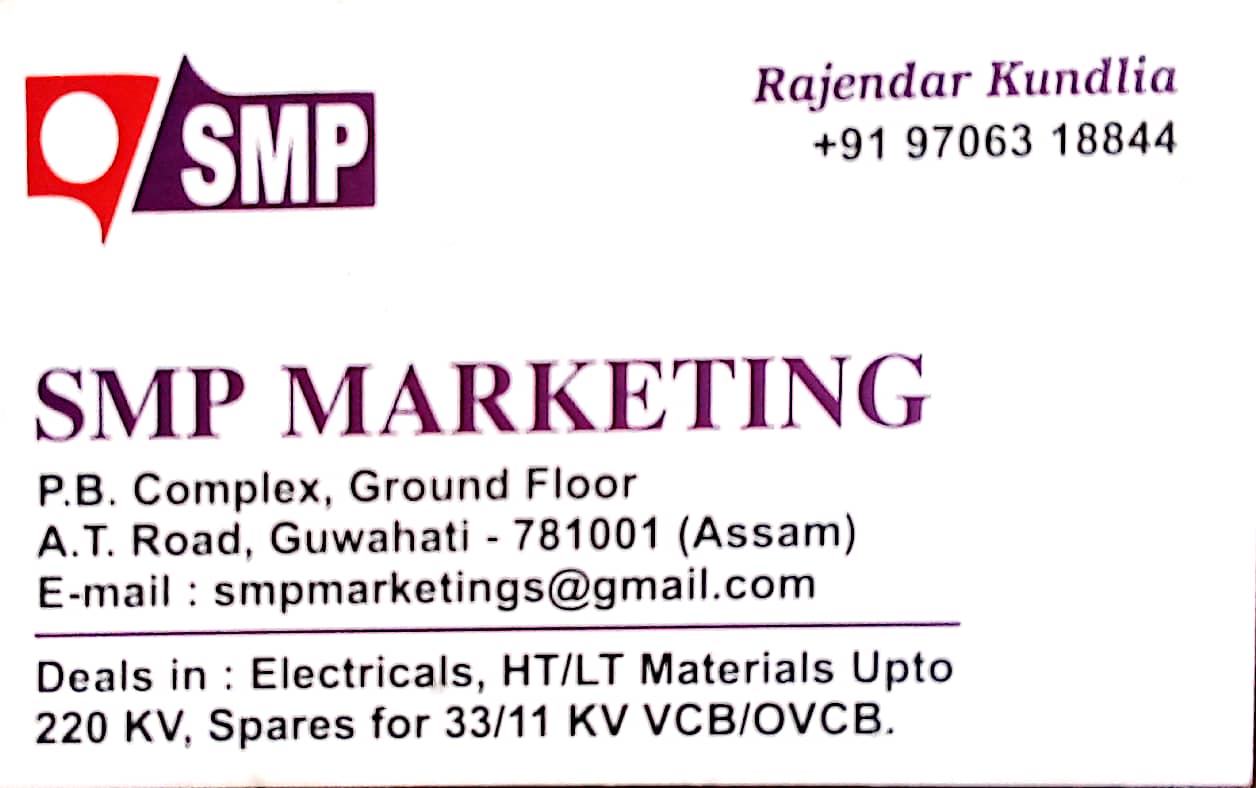 SMP
Rajendar Kundlia
+91 97063 18844
SMP MARKETING
P.B. Complex, Ground Floor
A.T. Road, Guwahati - 781001 (Assam)
E-mail : smpmarketings@gmail.com
Deals in : Electricals, HT/LT Materials Upto
220 KV, Spares for 33/11 KV VCB/OVCB.